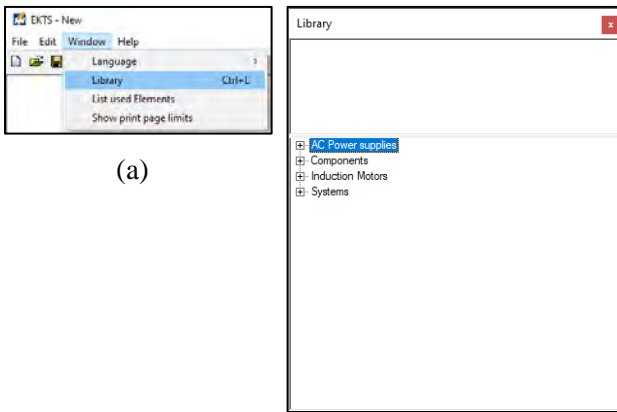 EKTS - New
File Edit Window Help
Language
Library Ctrl+L
List used Elements
Show print page limits
(a)
Library
x
AC Power supplies
Components
Induction Motors
Systems